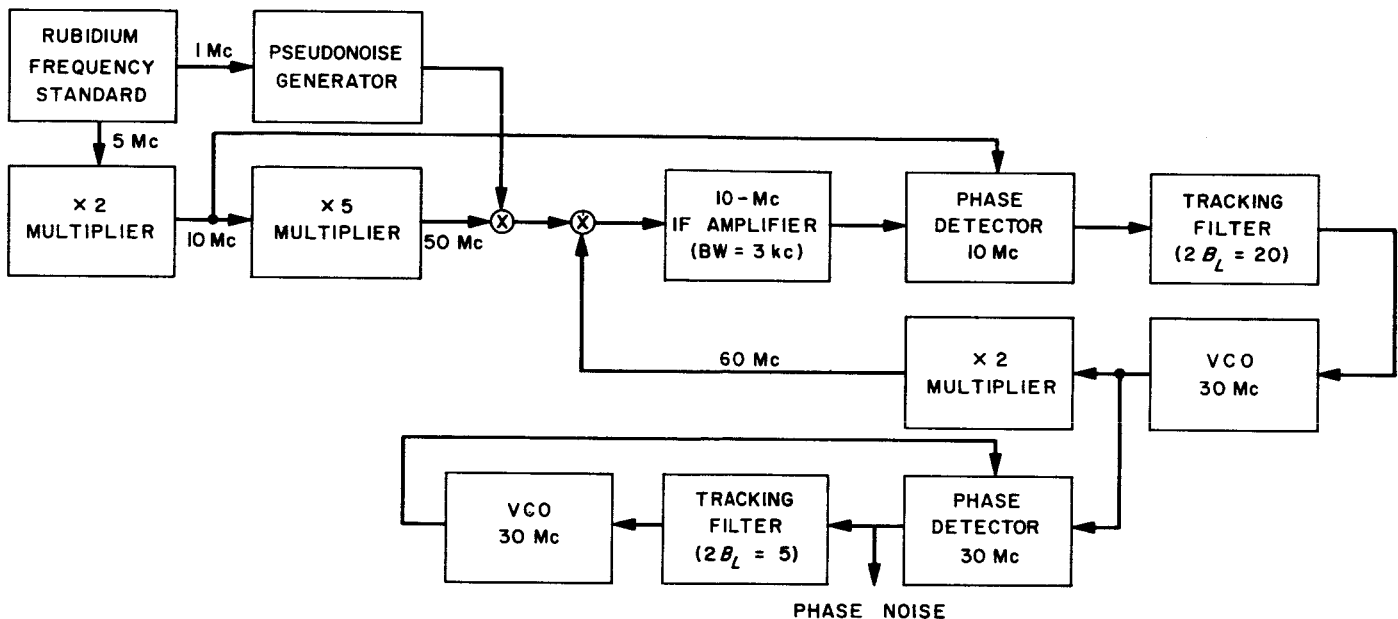 RUBIDIUM
FREQUENCY
STANDARD
1 Mc
PSEUDONOISE
GENERATOR
5 Mc
× 2
MULTIPLIER
10 Mc
× 5
MULTIPLIER
50 Mc
X
X
10-Mc
IF AMPLIFIER
(BW = 3 kc)
PHASE
DETECTOR
10 Mc
TRACKING
FILTER
(2 B_L = 20)
60 Mc
× 2
MULTIPLIER
VCO
30 Mc
VCO
30 Mc
TRACKING
FILTER
(2 B_L = 5)
PHASE
DETECTOR
30 Mc
PHASE NOISE